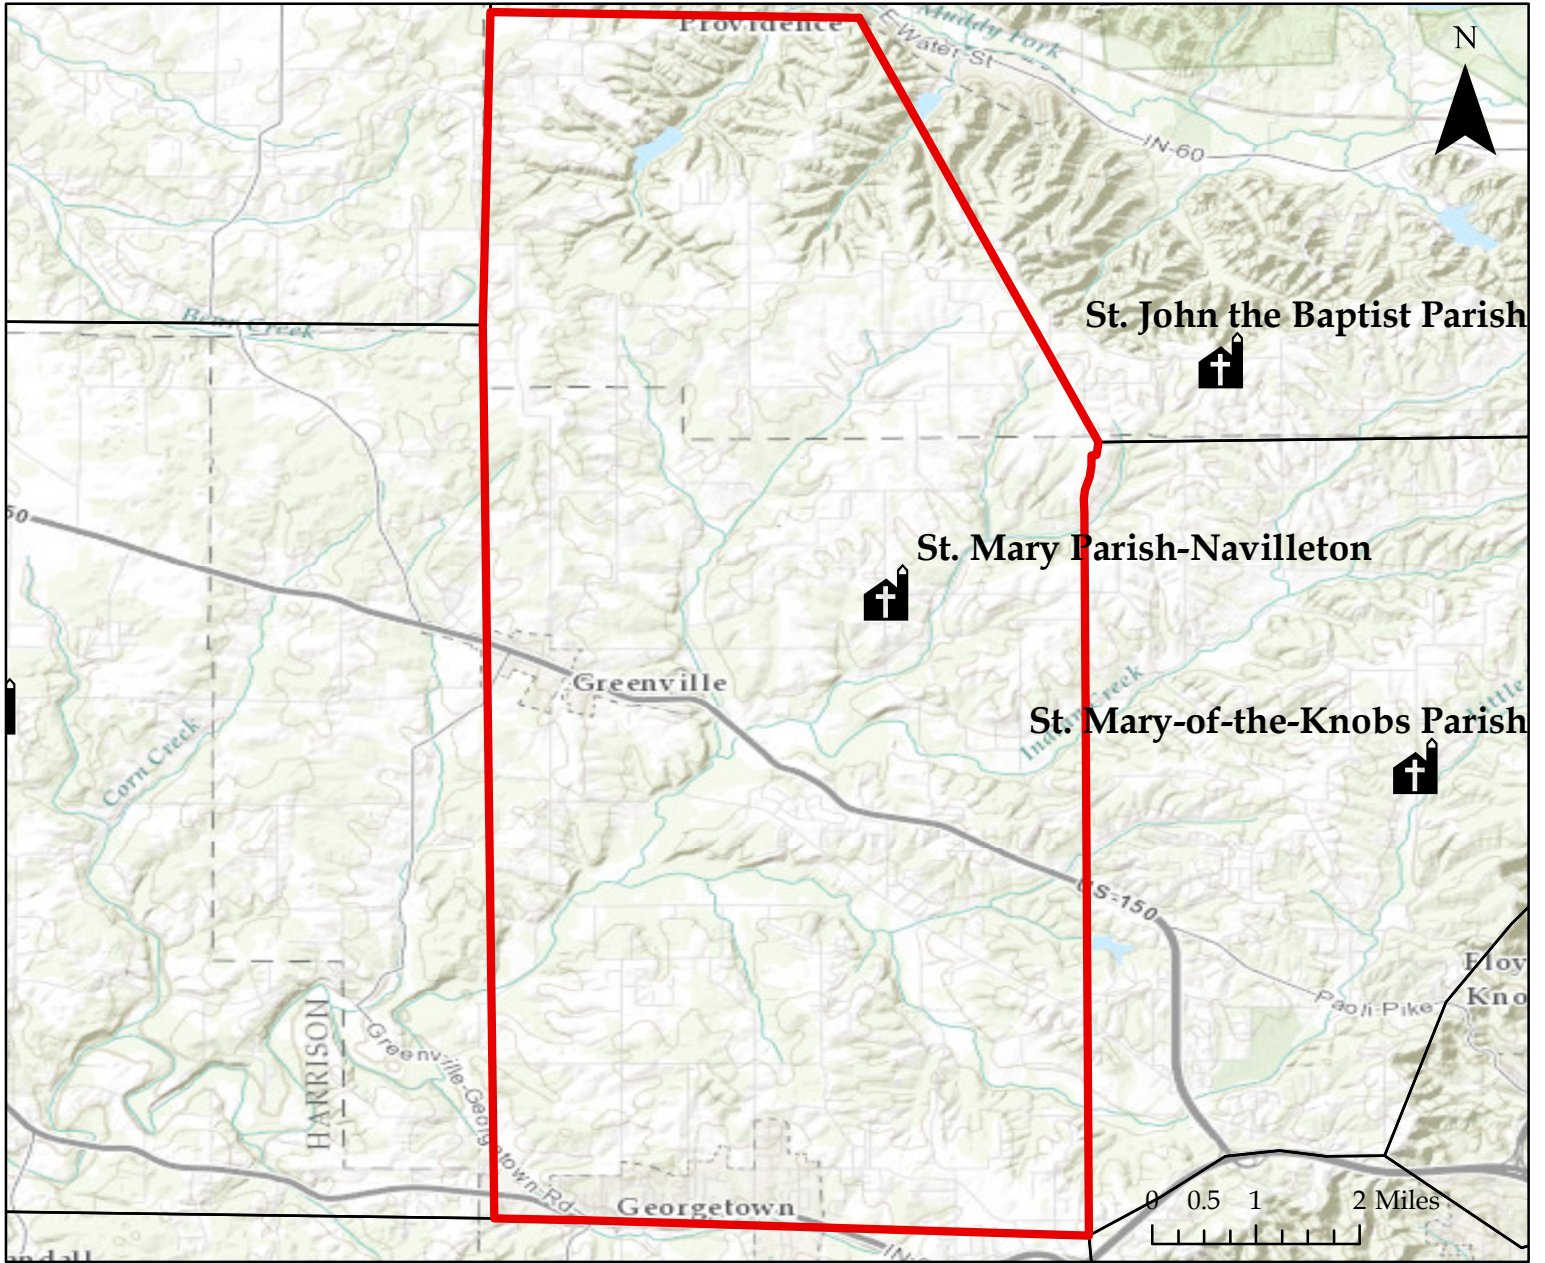 Providence
Muddy Fork
E-Water-St
N
IN-60
St. John the Baptist Parish
Bear Creek
50
St. Mary Parish-Navilleton
Greenville
Indian Creek
St. Mary-of-the-Knobs Parish
Corn Creek
US-150
Floy
Kno
Paoli-Pike
HARRISON
Greenville-Georgetown-Rd
Georgetown
0 0.5 1 2 Miles